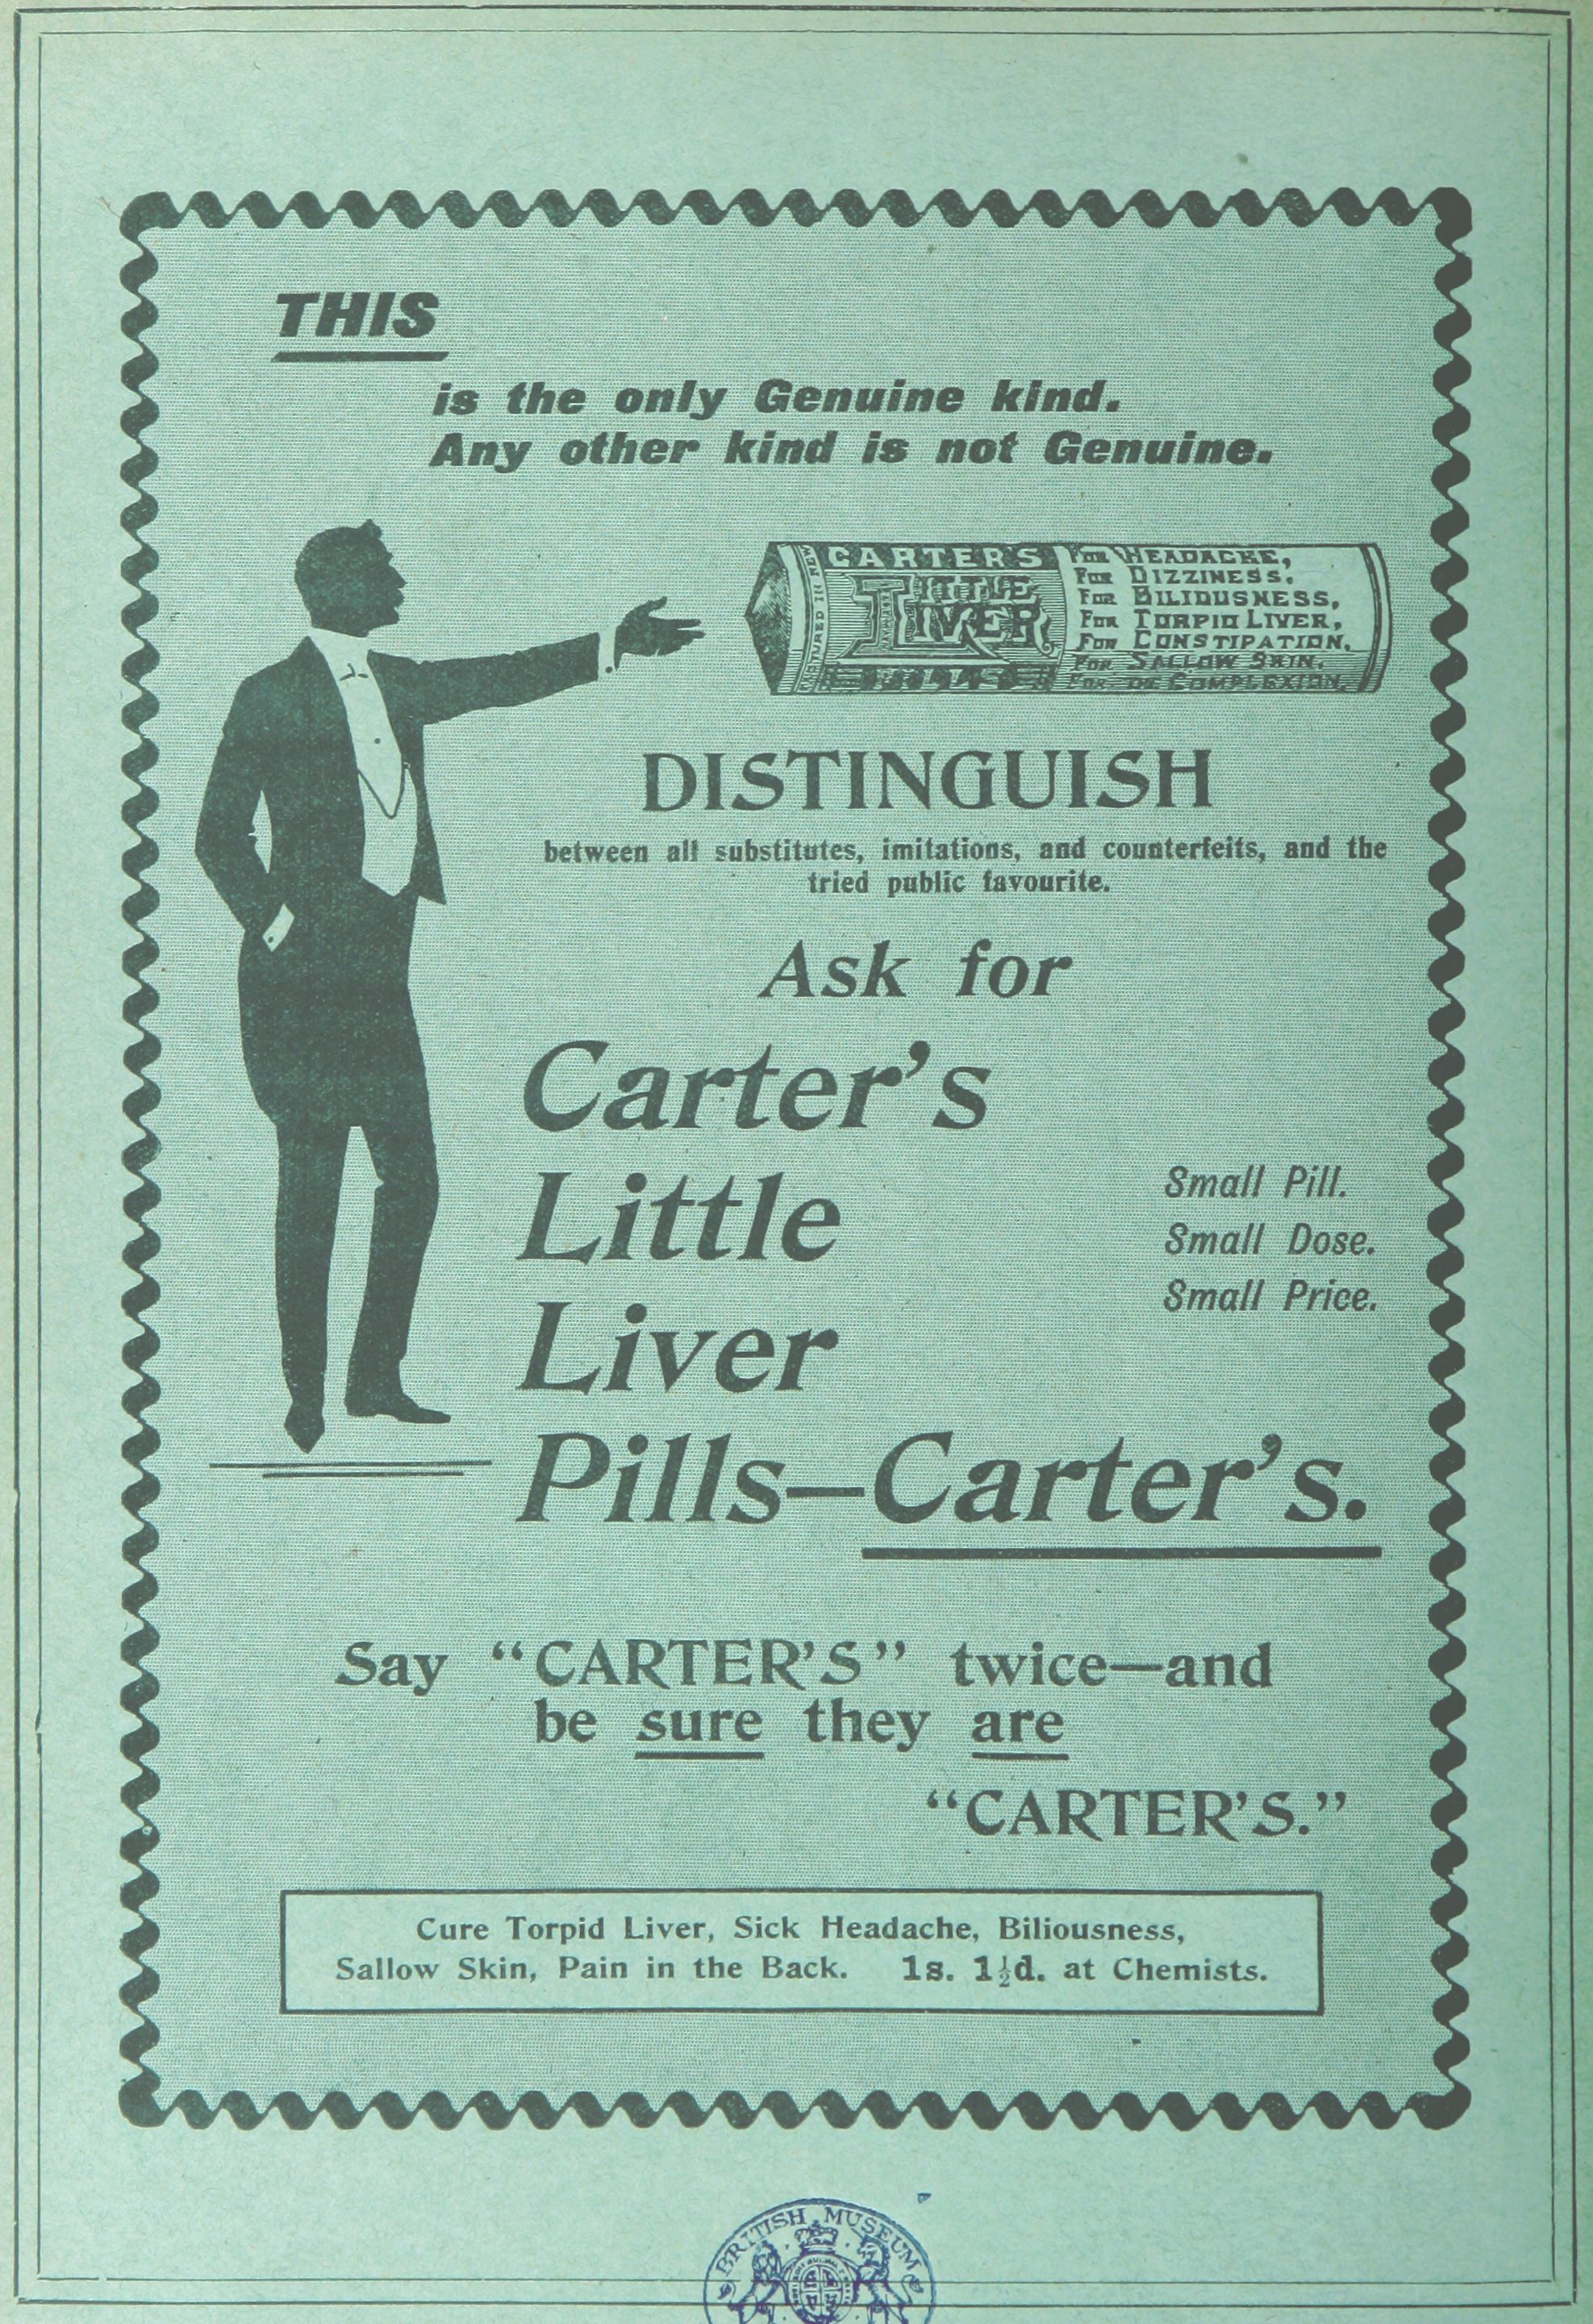 THIS
is the only Genuine kind.
Any other kind is not Genuine.
CARTER'S
LITTLE
LIVER
FOR HEADACHE,
FOR DIZZINESS,
FOR BILIOUSNESS,
FOR TORPID LIVER,
FOR CONSTIPATION,
FOR SALLOW SKIN,
COMPLEXION,
DISTINGUISH
between all substitutes, imitations, and counterfeits, and the
tried public favourite.
Ask for
Carter's
Little
Liver
Pills—Carter's.
Small Pill.
Small Dose.
Small Price.
Say "CARTER'S" twice—and
be sure they are
"CARTER'S."
Cure Torpid Liver, Sick Headache, Biliousness,
Sallow Skin, Pain in the Back. 1s. 1½d. at Chemists.
BRITISH MUSEUM